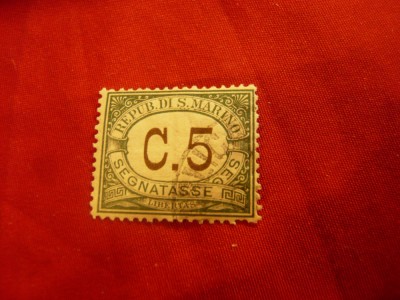 REPUB. DI S. MARINO
C.5
SEGNATASSE
LIBERTAS